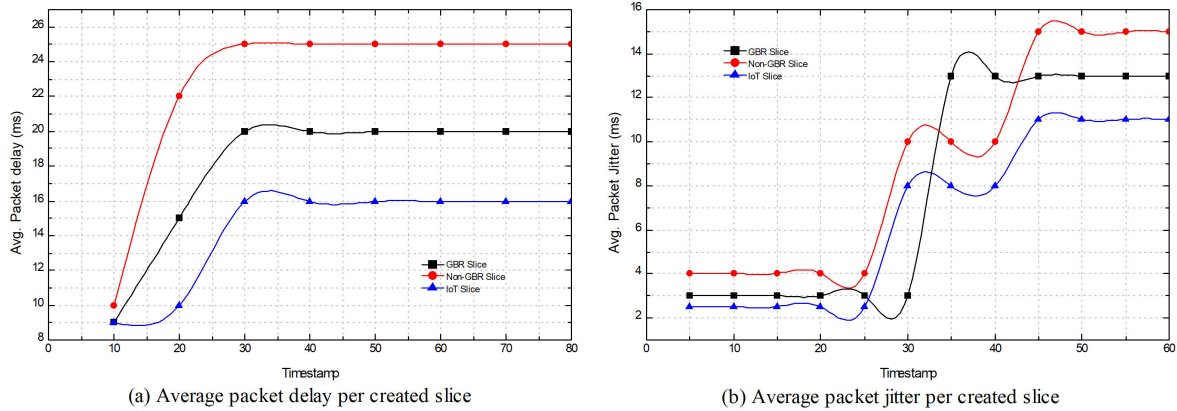 26
24
22
20
18
16
14
12
10
8
Avg. Packet delay (ms)
GBR Slice
Non-GBR Slice
IoT Slice
0 10 20 30 40 50 60 70 80
Timestamp
(a) Average packet delay per created slice
16
14
12
10
8
6
4
2
Avg. Packet Jitter (ms)
GBR Slice
Non-GBR Slice
IoT Slice
0 10 20 30 40 50 60
Timestamp
(b) Average packet jitter per created slice